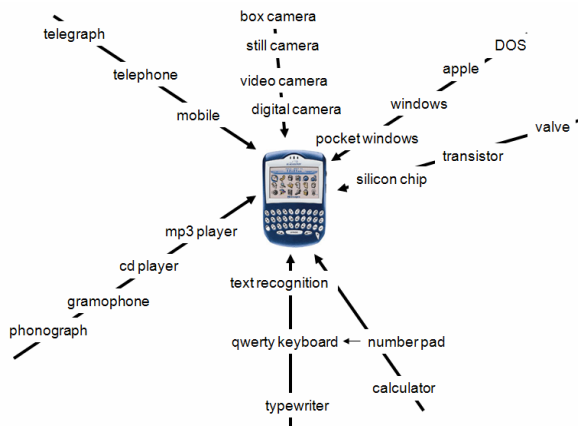 box camera
telegraph
still camera
DOS
apple
telephone
video camera
windows
digital camera
mobile
valve
pocket windows
transistor
silicon chip
mp3 player
cd player
text recognition
gramophone
phonograph
qwerty keyboard
number pad
calculator
typewriter